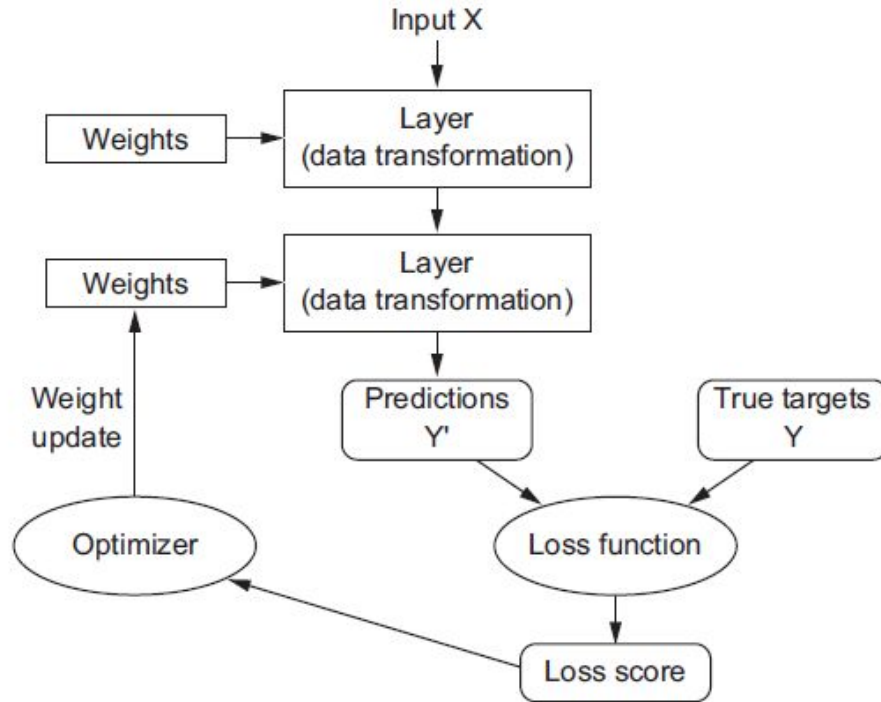 Input X
Weights
Layer
(data transformation)
Weights
Layer
(data transformation)
Weight
update
Predictions
Y'
True targets
Y
Optimizer
Loss function
Loss score